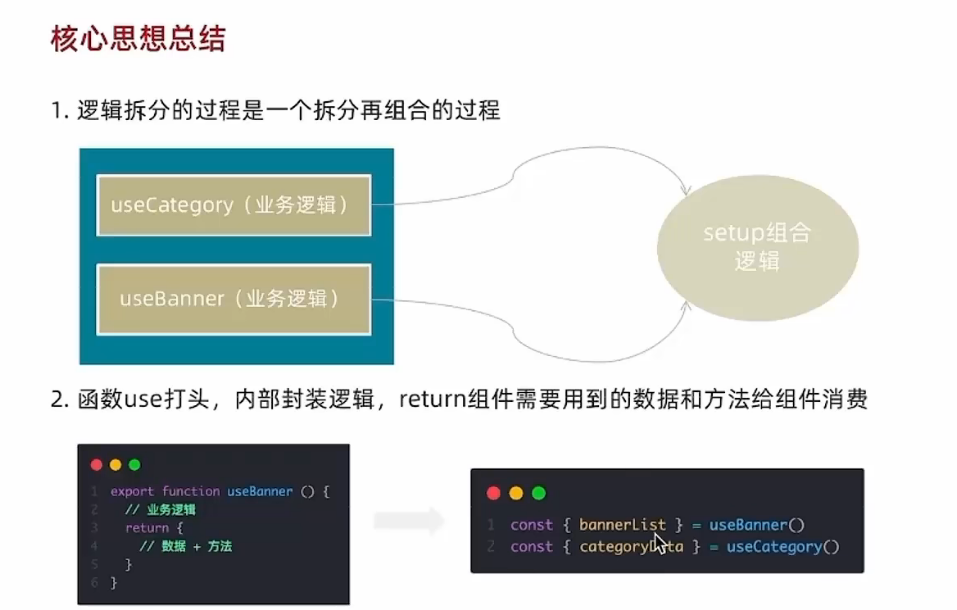 核心思想总结
1. 逻辑拆分的过程是一个拆分再组合的过程
useCategory（业务逻辑）
useBanner（业务逻辑）
setup组合
逻辑
2. 函数use打头，内部封装逻辑，return组件需要用到的数据和方法给组件消费
1 export function useBanner () {
2 // 业务逻辑
3 return {
4 // 数据 + 方法
5 }
6 }
1 const { bannerList } = useBanner()
2 const { categoryData } = useCategory()